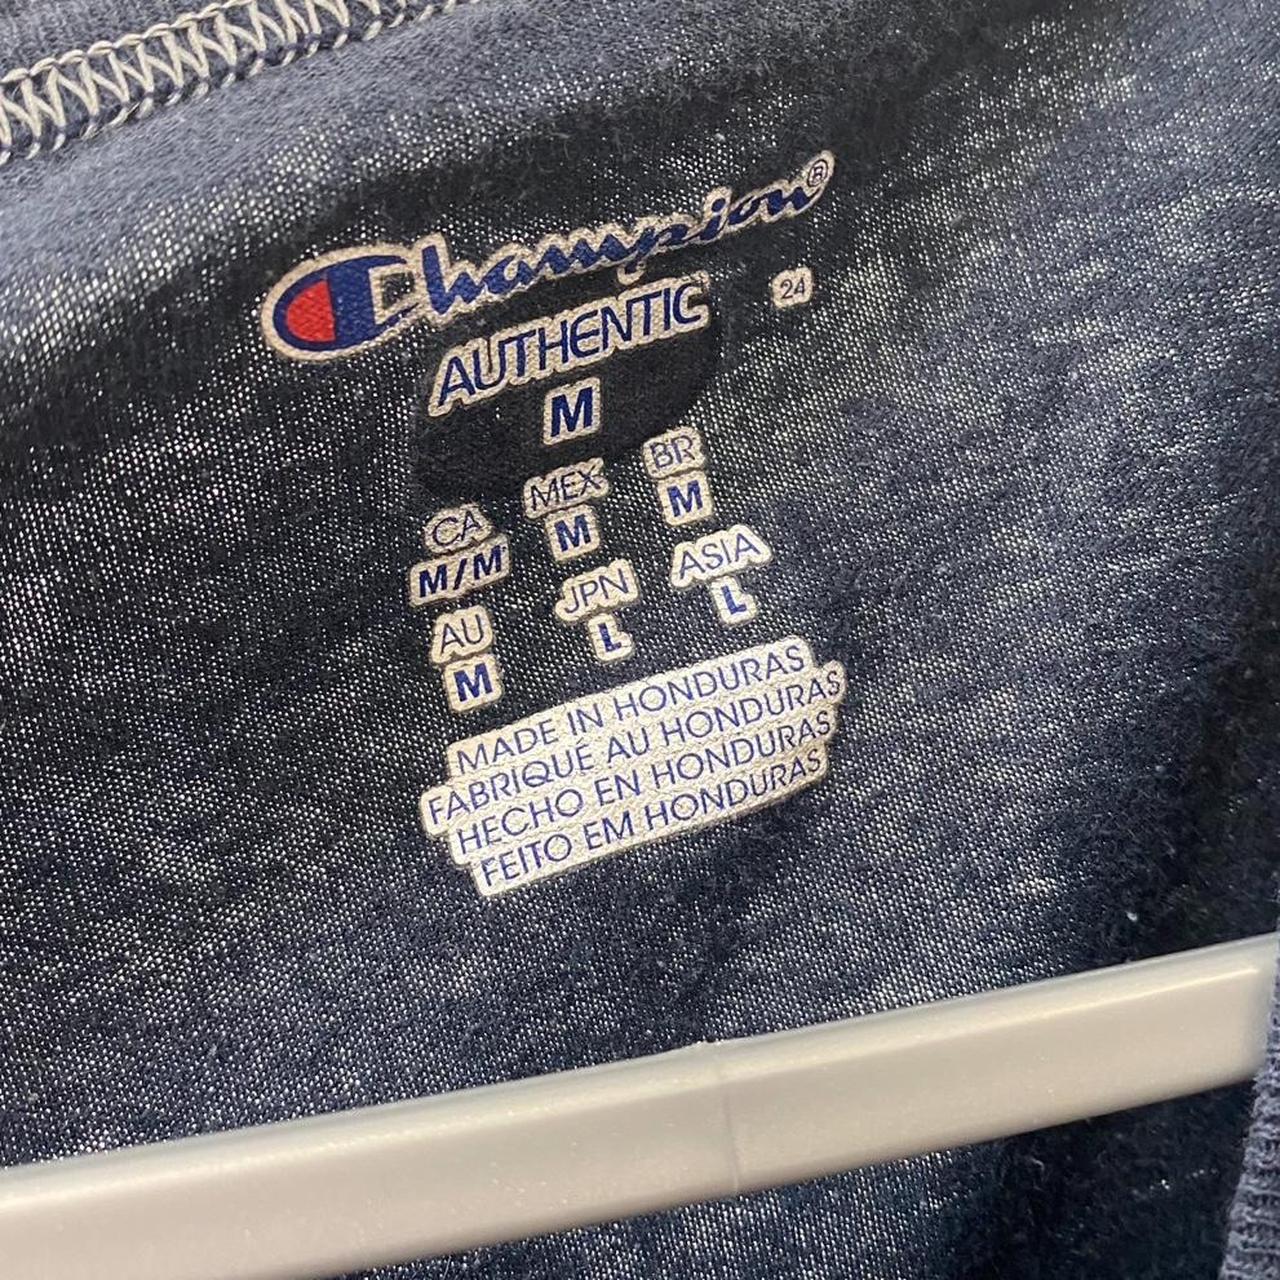 Champion®
AUTHENTIC 24
M
CA MEX BR
M/M M M
AU JPN ASIA
M L L
MADE IN HONDURAS
FABRIQUÉ AU HONDURAS
HECHO EN HONDURAS
FEITO EM HONDURAS